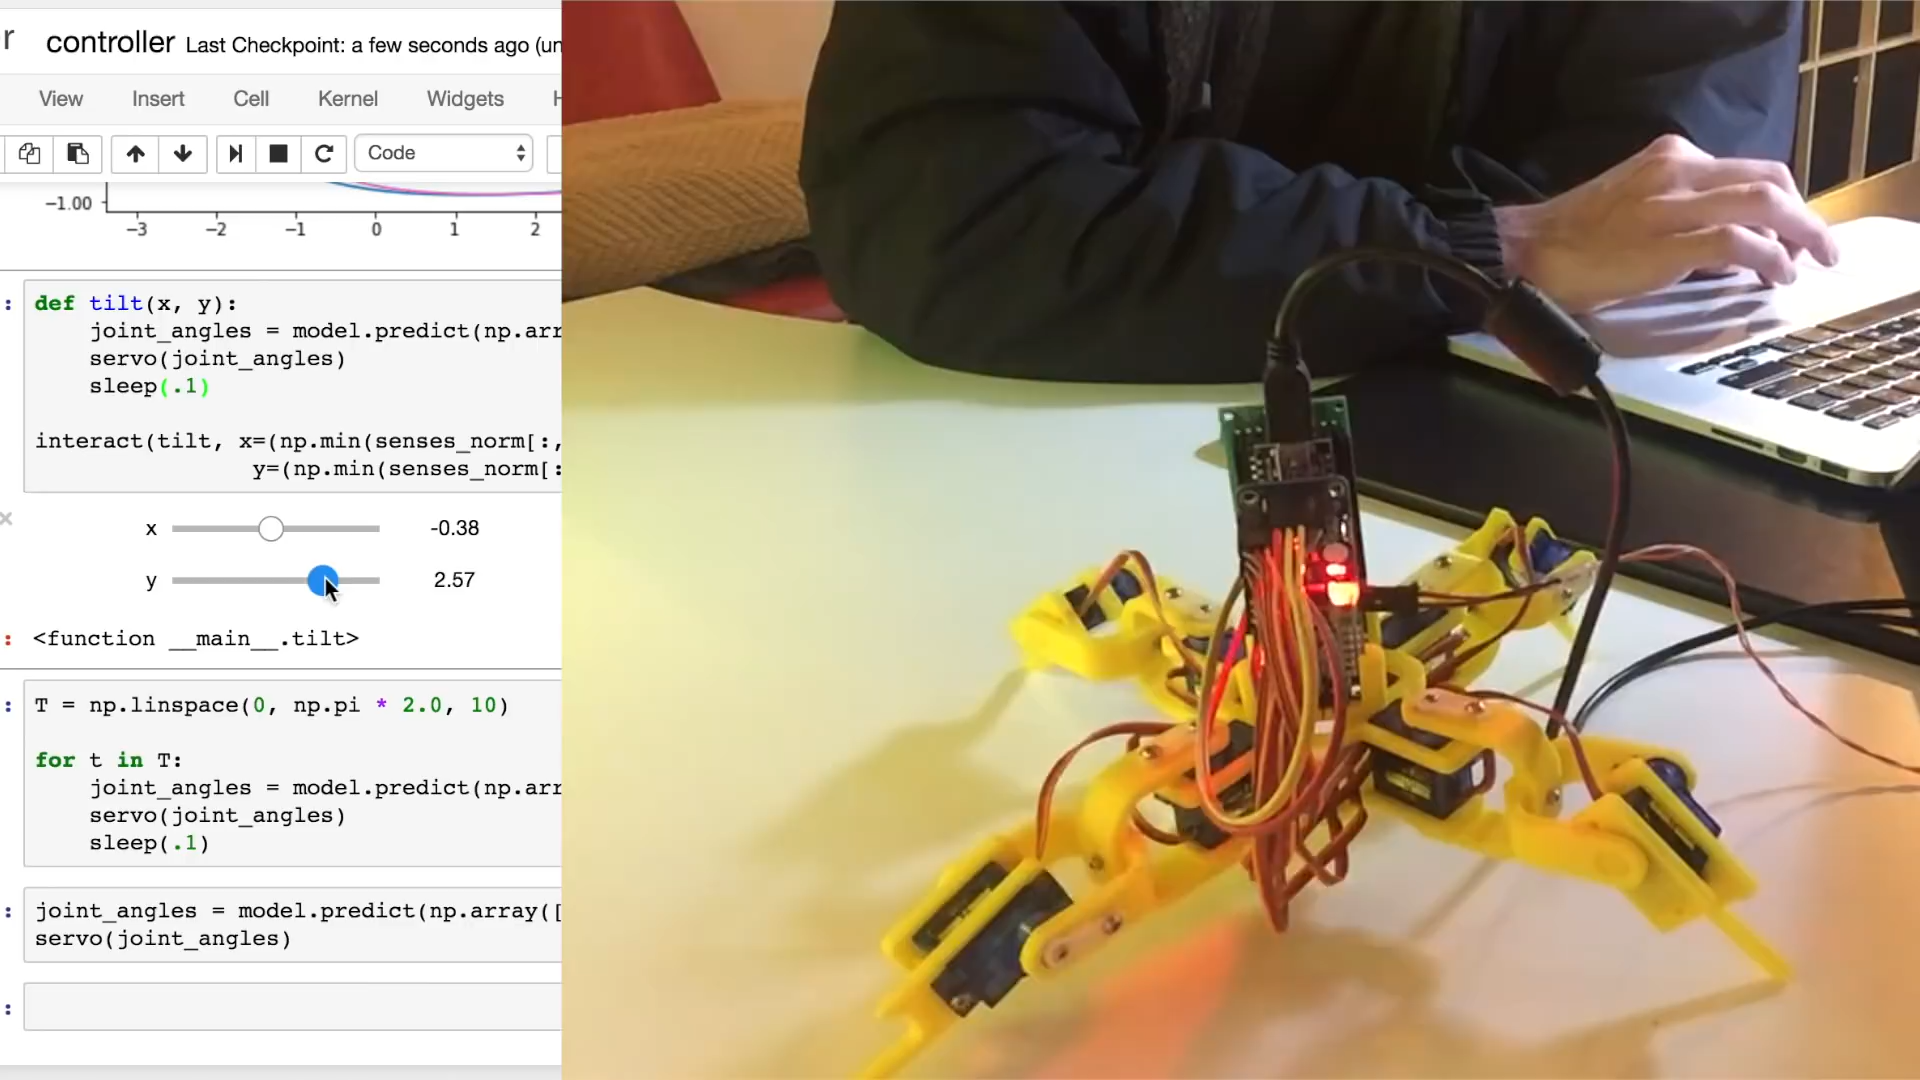 r controller Last Checkpoint: a few seconds ago (un
View Insert Cell Kernel Widgets H
Code
−1.00
−3 −2 −1 0 1 2
: def tilt(x, y):
joint_angles = model.predict(np.arr
servo(joint_angles)
sleep(.1)
interact(tilt, x=(np.min(senses_norm[:,
y=(np.min(senses_norm[:
x -0.38
y 2.57
: <function __main__.tilt>
: T = np.linspace(0, np.pi * 2.0, 10)
for t in T:
joint_angles = model.predict(np.arr
servo(joint_angles)
sleep(.1)
: joint_angles = model.predict(np.array([
servo(joint_angles)
: